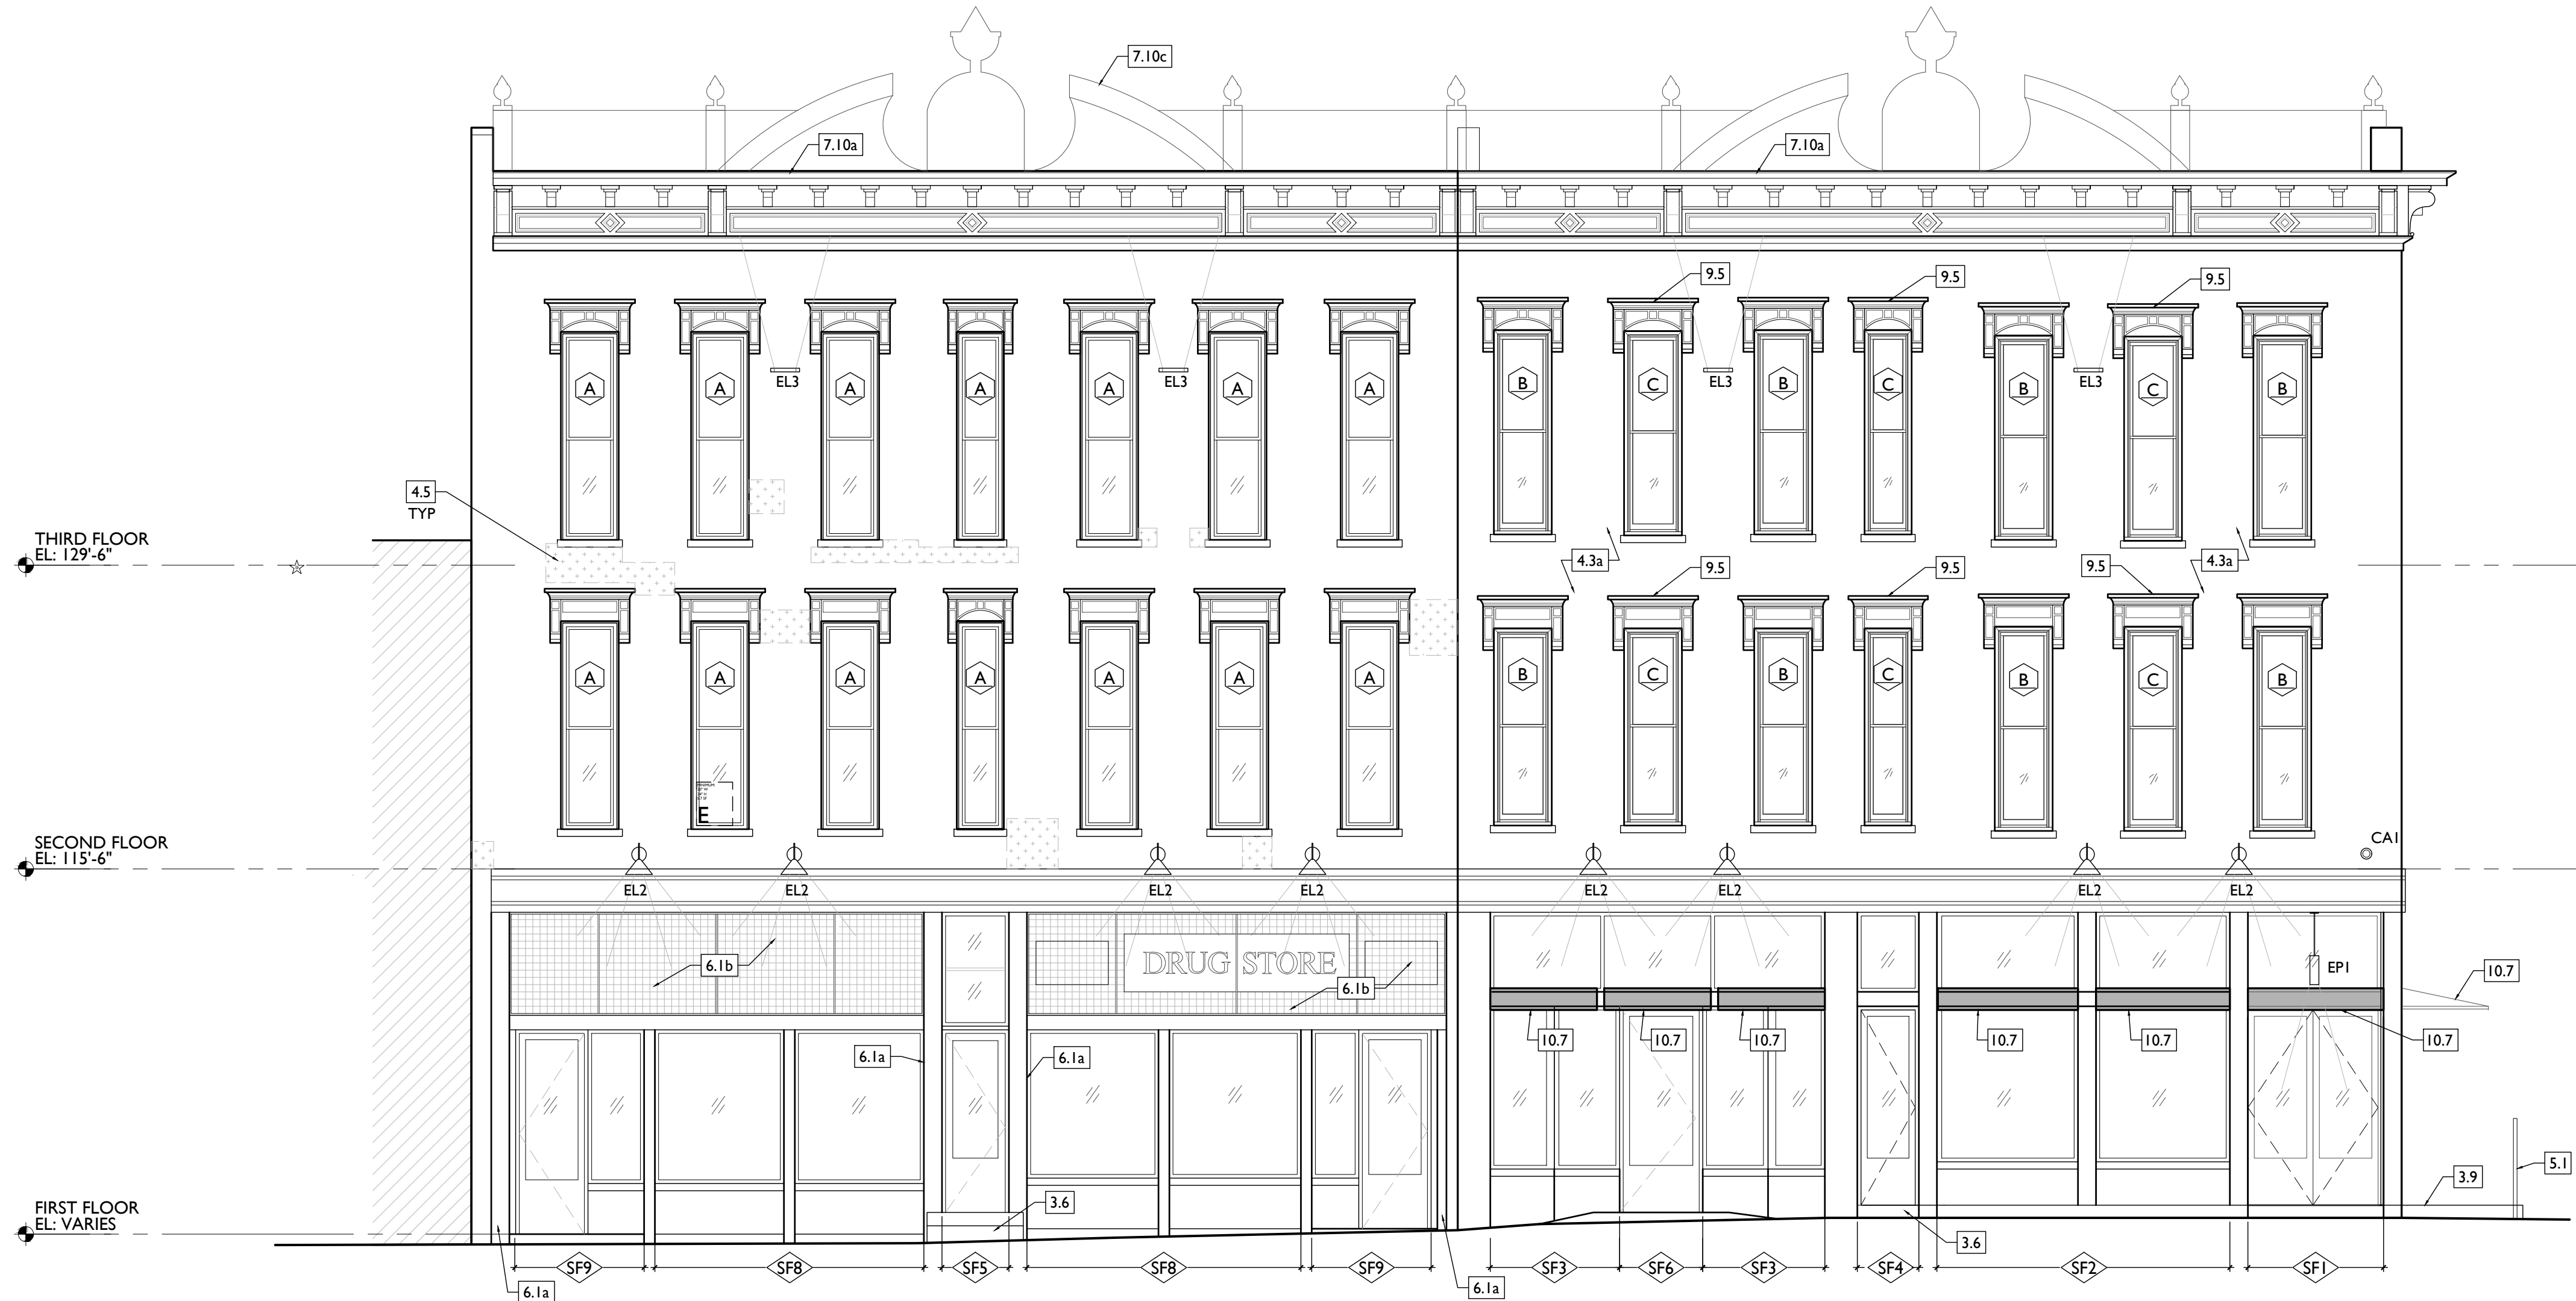 7.10c
7.10a
7.10a
9.5
9.5
9.5
A
A
A
A
A
A
A
B
C
B
C
B
C
B
EL3
EL3
EL3
EL3
4.5
TYP
THIRD FLOOR
EL: 129'-6"
4.3a
4.3a
9.5
9.5
9.5
A
A
A
A
A
A
A
B
C
B
C
B
C
B
E
SECOND FLOOR
EL: 115'-6"
CA1
EL2
EL2
EL2
EL2
EL2
EL2
EL2
EL2
6.1b
DRUG STORE
6.1b
EP1
10.7
6.1a
6.1a
10.7
10.7
10.7
10.7
10.7
10.7
5.1
3.9
3.6
FIRST FLOOR
EL: VARIES
3.6
SF9
SF8
SF5
SF8
SF9
SF3
SF6
SF3
SF4
SF2
SF1
6.1a
6.1a